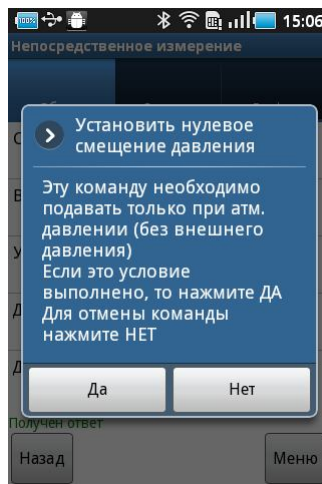 100%
15:06
Непосредственное измерение
Установить нулевое
смещение давления
Эту команду необходимо
подавать только при атм.
давлении (без внешнего
давления)
Если это условие
выполнено, то нажмите ДА
Для отмены команды
нажмите НЕТ
Да Нет
Получен ответ
Назад Меню